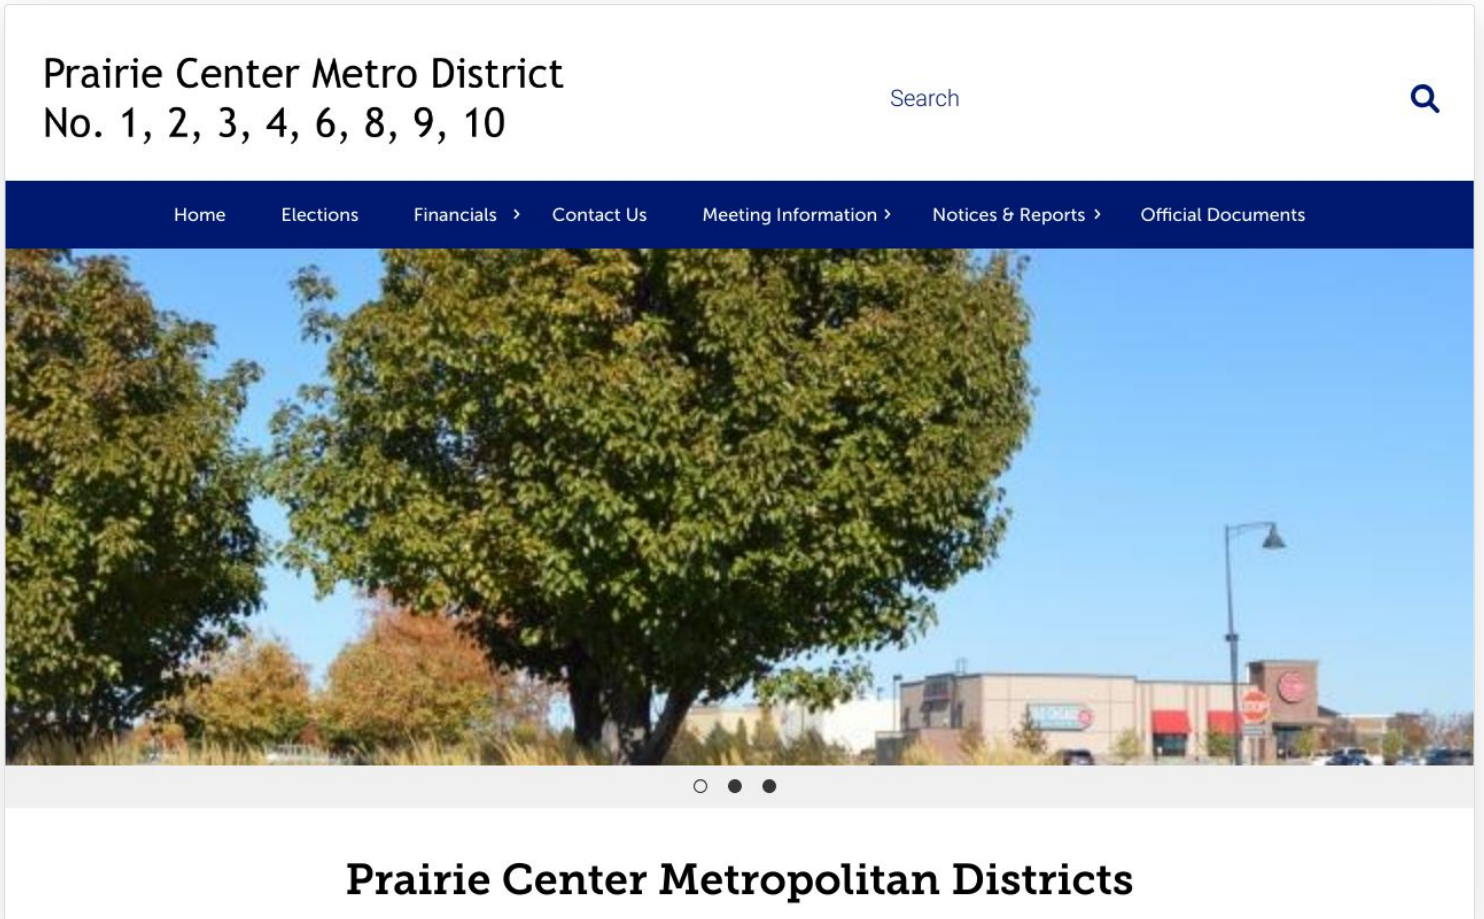 Prairie Center Metro District
No. 1, 2, 3, 4, 6, 8, 9, 10
Search
Home Elections Financials › Contact Us Meeting Information › Notices & Reports › Official Documents
STOP
Prairie Center Metropolitan Districts